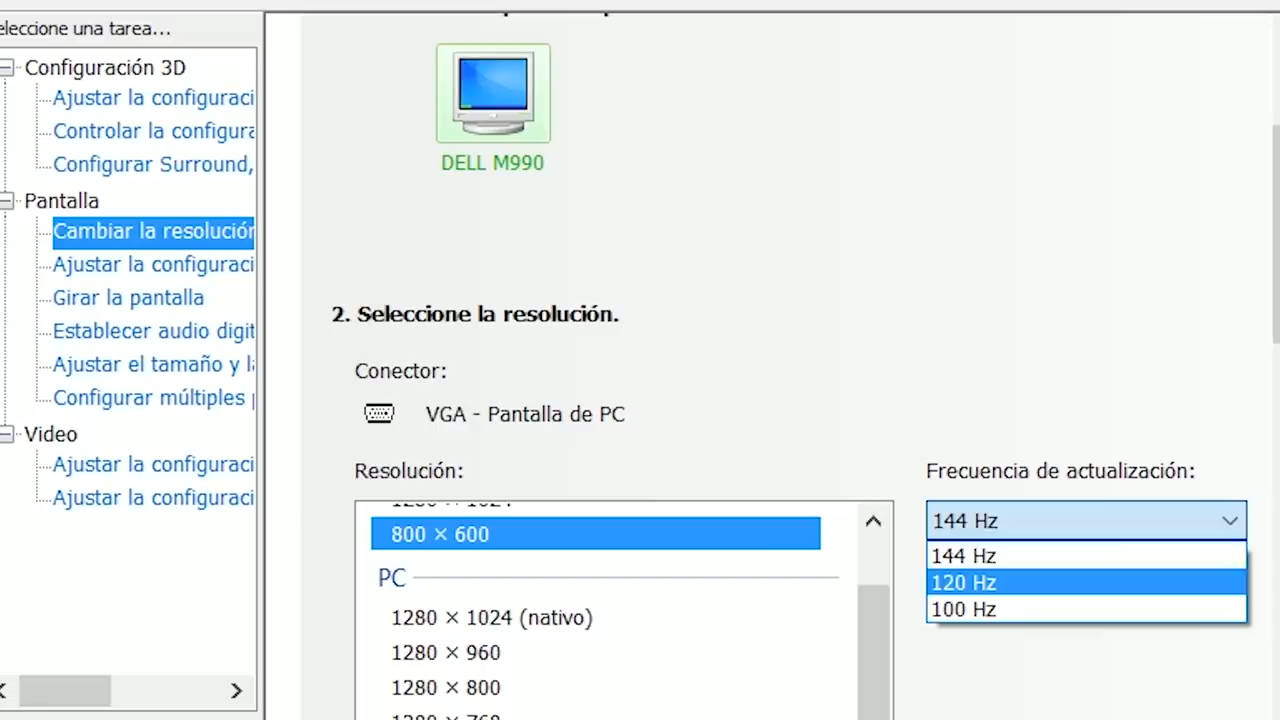 eleccione una tarea...
Configuración 3D
Ajustar la configuraci
Controlar la configura
Configurar Surround,
Pantalla
Cambiar la resolución
Ajustar la configuraci
Girar la pantalla
Establecer audio digit
Ajustar el tamaño y la
Configurar múltiples p
Video
Ajustar la configuraci
Ajustar la configuraci
DELL M990
2. Seleccione la resolución.
Conector:
VGA - Pantalla de PC
Resolución:
800 × 600
PC
1280 × 1024 (nativo)
1280 × 960
1280 × 800
1280 × 768
Frecuencia de actualización:
144 Hz
144 Hz
120 Hz
100 Hz